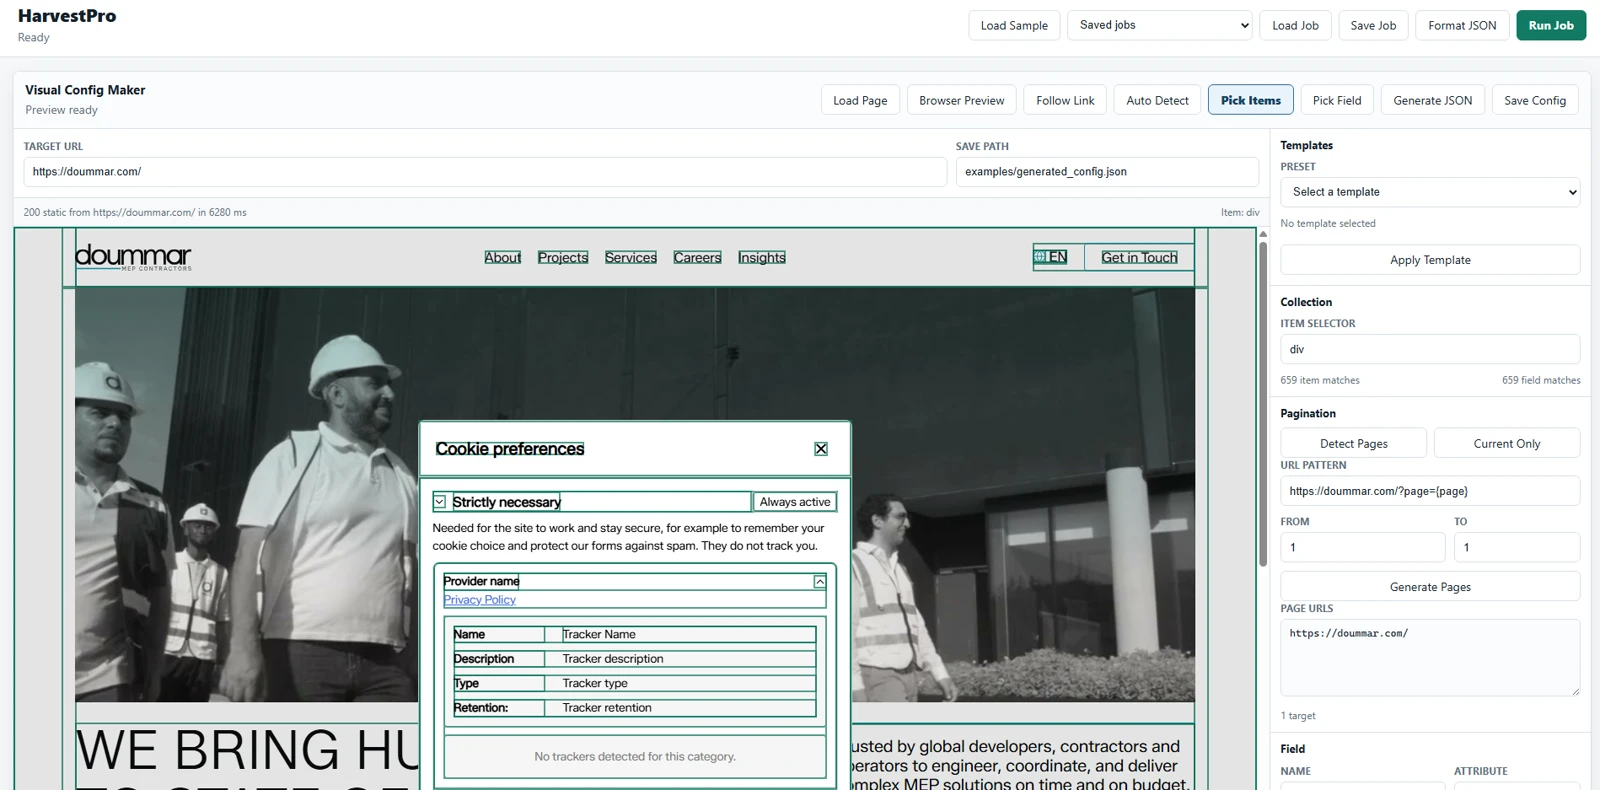 HarvestPro
Ready
Load Sample
Saved jobs
Load Job
Save Job
Format JSON
Run Job
Visual Config Maker
Preview ready
Load Page
Browser Preview
Follow Link
Auto Detect
Pick Items
Pick Field
Generate JSON
Save Config
TARGET URL
https://doummar.com/
SAVE PATH
examples/generated_config.json
200 static from https://doummar.com/ in 6280 ms
Item: div
doummar
MEP CONTRACTORS
About
Projects
Services
Careers
Insights
EN
Get in Touch
Cookie preferences
Strictly necessary
Always active
Needed for the site to work and stay secure, for example to remember your
cookie choice and protect our forms against spam. They do not track you.
Provider name
Privacy Policy
Name
Tracker Name
Description
Tracker description
Type
Tracker type
Retention:
Tracker retention
No trackers detected for this category.
WE BRING HU
usted by global developers, contractors and
erators to engineer, coordinate, and deliver
mplex MEP solutions on time and on budget.
Templates
PRESET
Select a template
No template selected
Apply Template
Collection
ITEM SELECTOR
div
659 item matches
659 field matches
Pagination
Detect Pages
Current Only
URL PATTERN
https://doummar.com/?page={page}
FROM
TO
1
1
Generate Pages
PAGE URLS
https://doummar.com/
1 target
Field
NAME
ATTRIBUTE